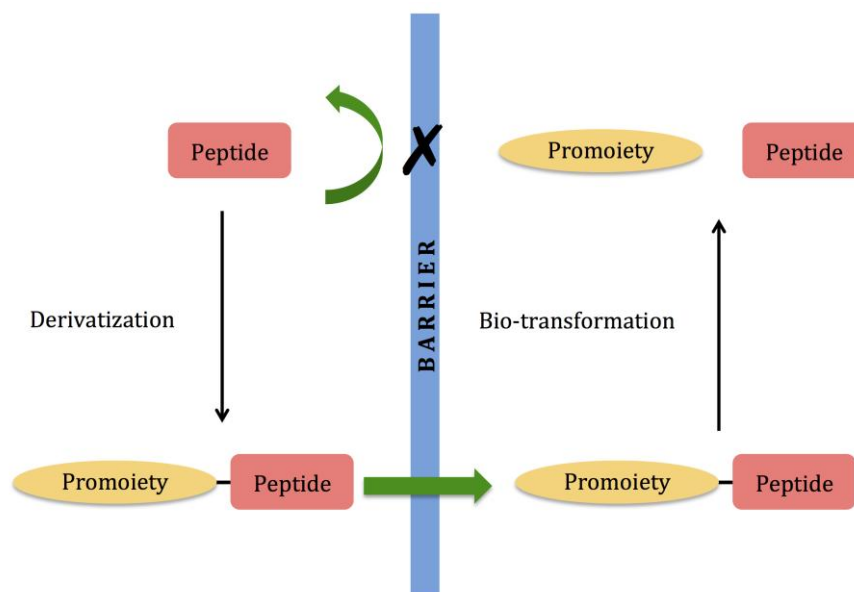 Peptide
Promoiety
Peptide
Derivatization
BARRIER
Bio-transformation
Promoiety
Peptide
Promoiety
Peptide